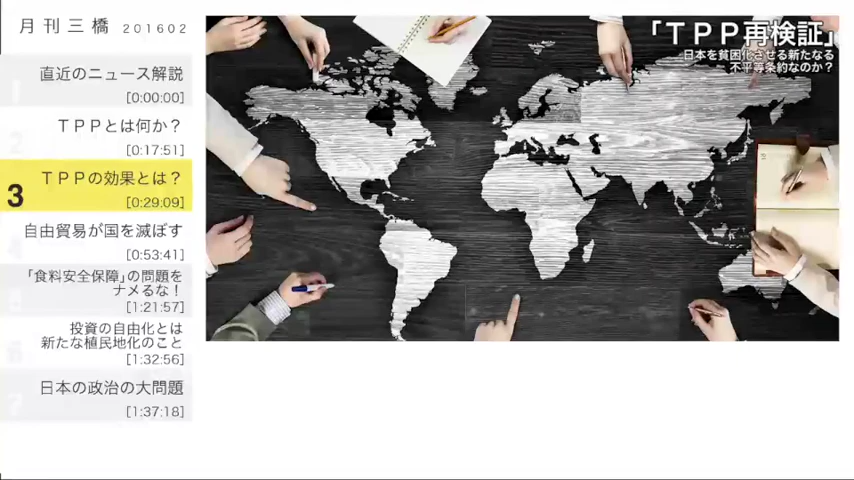 月刊三橋 201602
1
直近のニュース解説
[0:00:00]
2
ＴＰＰとは何か？
[0:17:51]
3
ＴＰＰの効果とは？
[0:29:09]
4
自由貿易が国を滅ぼす
[0:53:41]
5
「食料安全保障」の問題を
ナメるな！
[1:21:57]
6
投資の自由化とは
新たな植民地化のこと
[1:32:56]
7
日本の政治の大問題
[1:37:18]
「ＴＰＰ再検証」
日本を貧困化させる新たなる
不平等条約なのか？